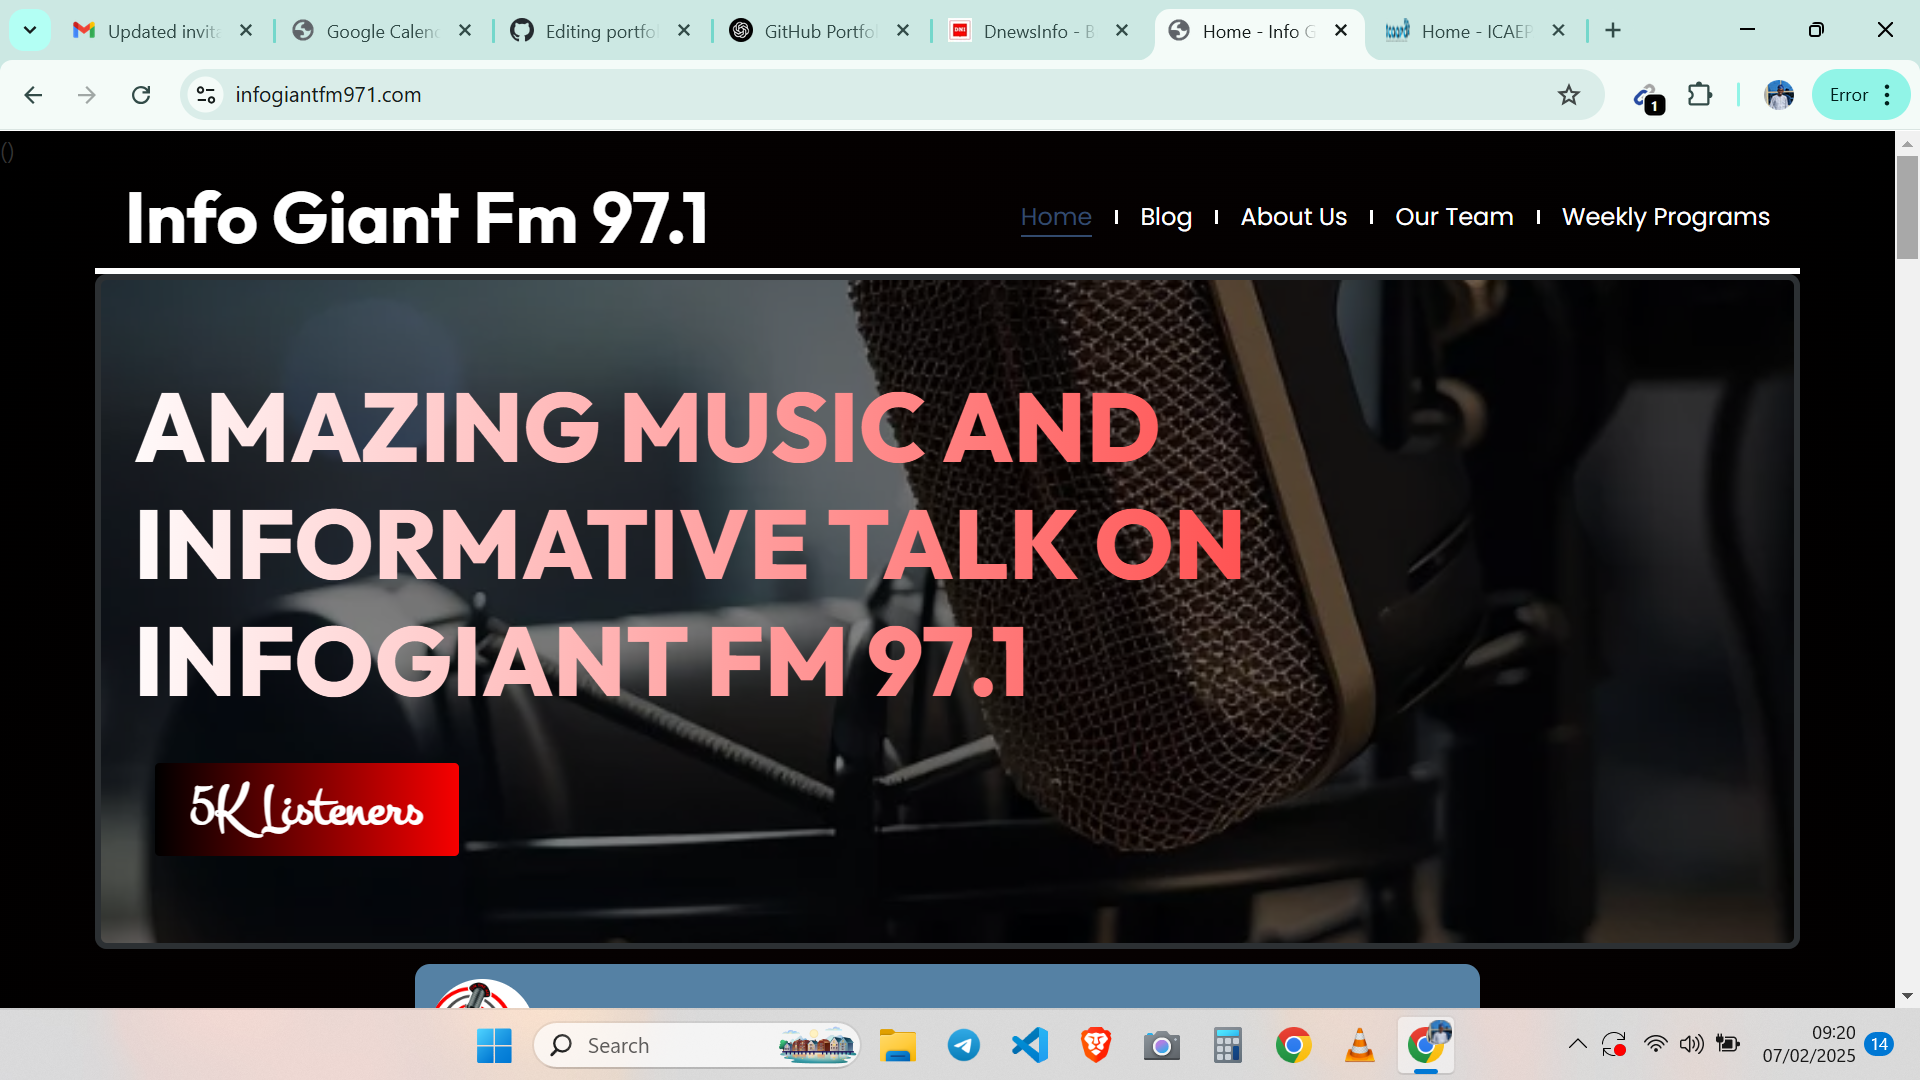 Updated invita
Google Calen
Editing portfol
GitHub Portfol
DnewsInfo - B
Home - Info G
Home - ICAEP
infogiantfm971.com
1
Error
()
Info Giant Fm 97.1
Home
Blog
About Us
Our Team
Weekly Programs
AMAZING MUSIC AND
INFORMATIVE TALK ON
INFOGIANT FM 97.1
5K Listeners
Search
09:20
07/02/2025
14